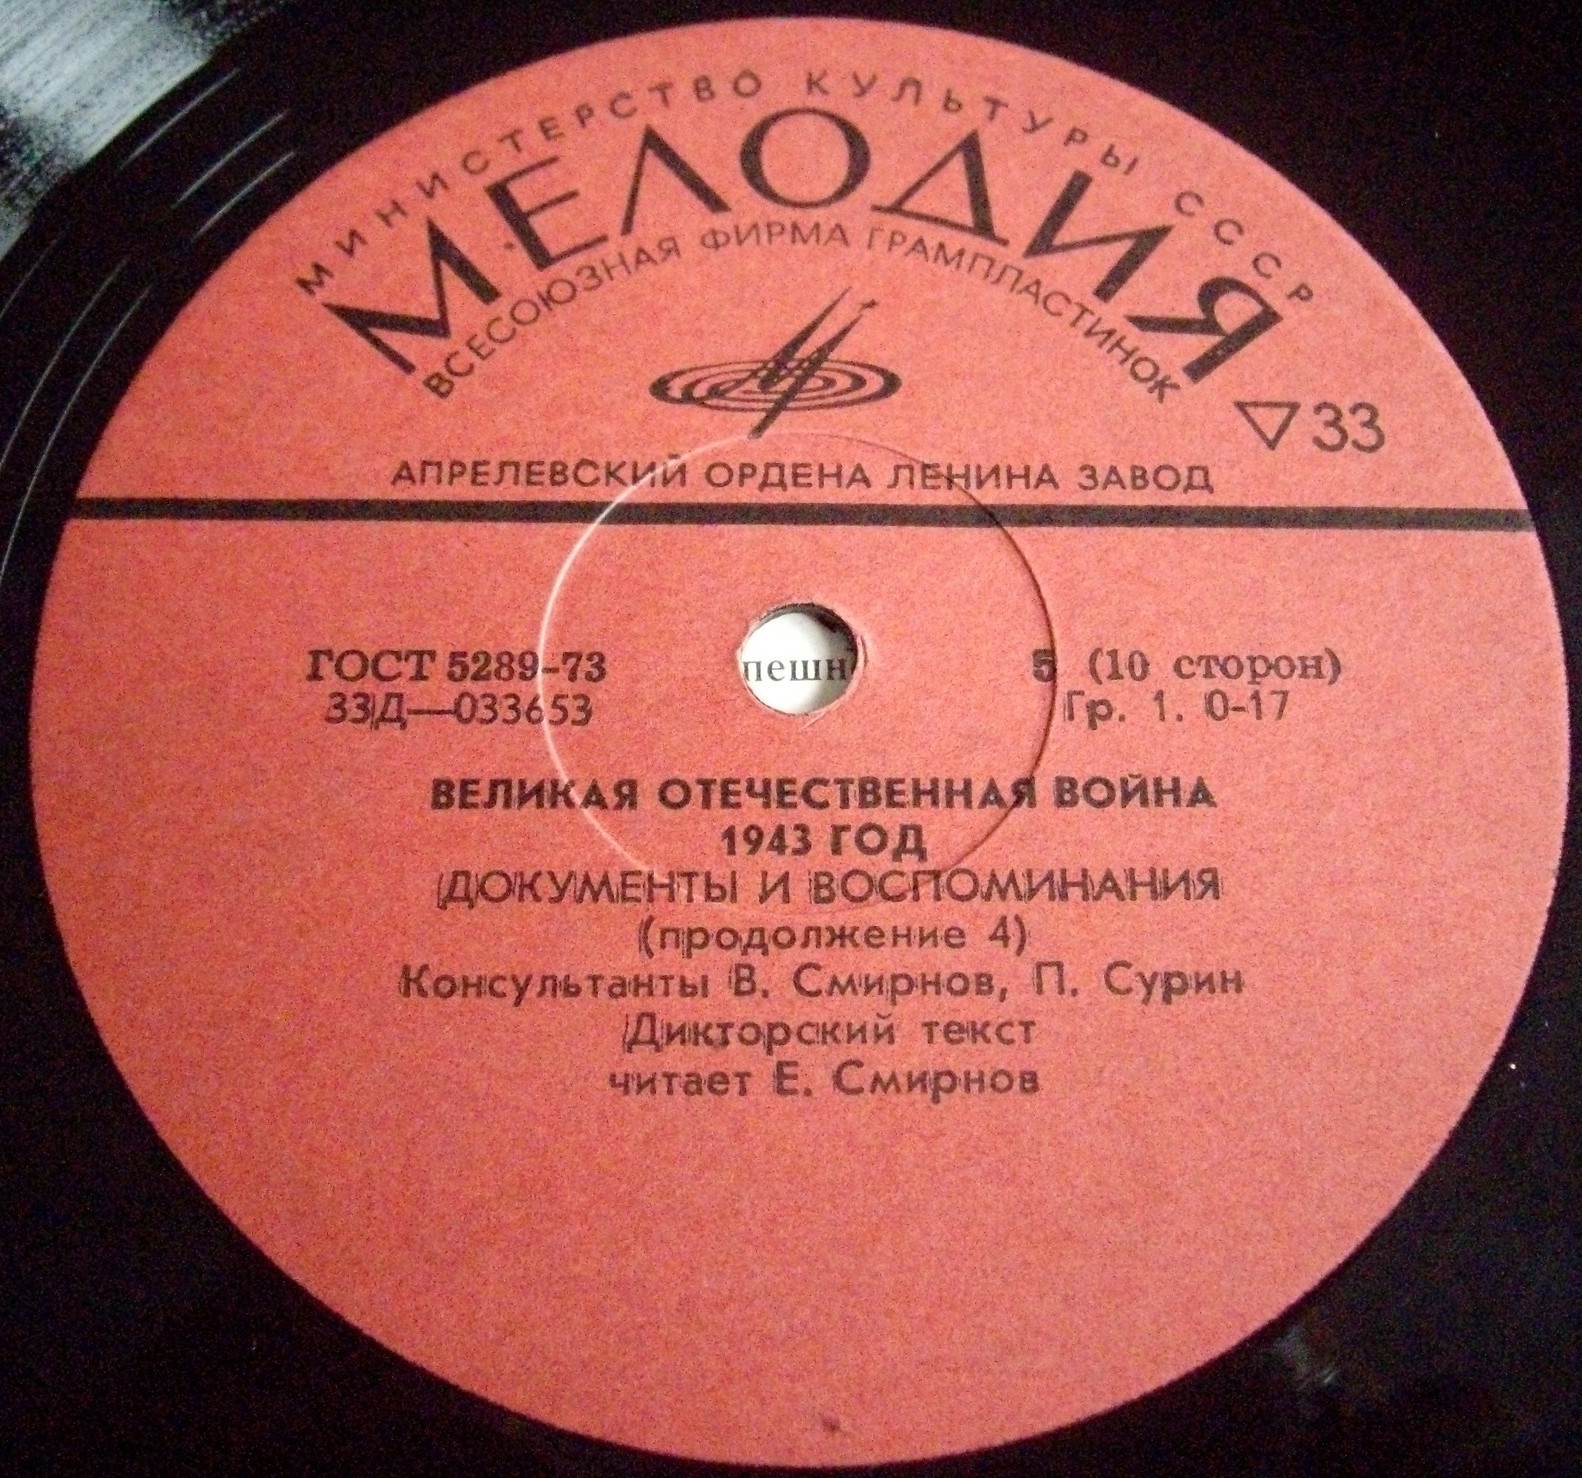 МИНИСТЕРСТВО КУЛЬТУРЫ СССР
МЕЛОДИЯ
ВСЕСОЮЗНАЯ ФИРМА ГРАМПЛАСТИНОК
33
АПРЕЛЕВСКИЙ ОРДЕНА ЛЕНИНА ЗАВОД
ГОСТ 5289-73
5 (10 сторон)
33Д—033653
Гр. 1. 0-17
пешн
ВЕЛИКАЯ ОТЕЧЕСТВЕННАЯ ВОЙНА
1943 ГОД
ДОКУМЕНТЫ И ВОСПОМИНАНИЯ
(продолжение 4)
Консультанты В. Смирнов, П. Сурин
Дикторский текст
читает Е. Смирнов